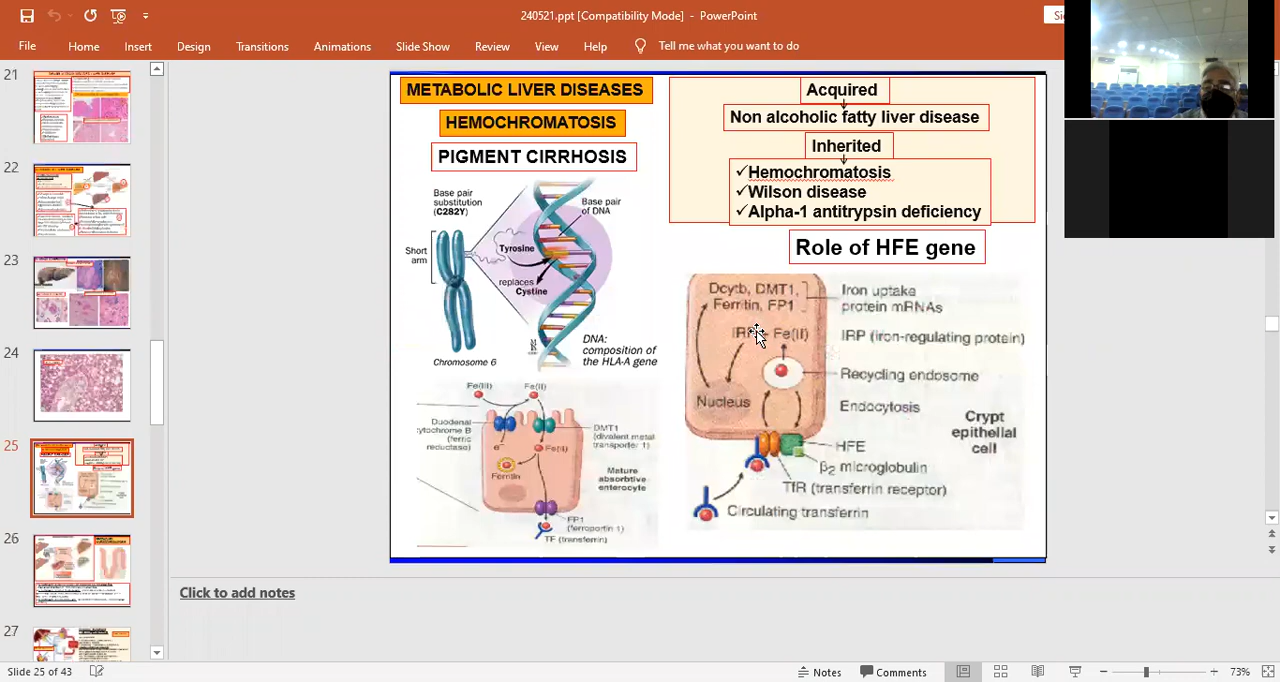 240521.ppt [Compatibility Mode] - PowerPoint
File Home Insert Design Transitions Animations Slide Show Review View Help Tell me what you want to do
21
22
23
24
25
26
27
METABOLIC LIVER DISEASES
HEMOCHROMATOSIS
PIGMENT CIRRHOSIS
Base pair
substitution
(C282Y)
Base pair
of DNA
Short
arm
Tyrosine
replaces
Cystine
Chromosome 6
DNA:
composition of
the HLA-A gene
Fe(III)
Fe(II)
Duodenal
cytochrome B
(ferric
reductase)
DMT1
(divalent metal
transporter 1)
e-
Fe(II)
Ferritin
Mature
absorptive
enterocyte
FP1
(ferroportin 1)
TF (transferrin)
Acquired
Non alcoholic fatty liver disease
Inherited
✓Hemochromatosis
✓Wilson disease
✓Alpha-1 antitrypsin deficiency
Role of HFE gene
Dcytb, DMT1,
Ferritin, FP1
Iron uptake
protein mRNAs
Fe(II)
IRP (iron-regulating protein)
Recycling endosome
Nucleus
Endocytosis
Crypt
epithelial
cell
HFE
β2 microglobulin
TfR (transferrin receptor)
Circulating transferrin
Click to add notes
Slide 25 of 43
Notes
Comments
73%